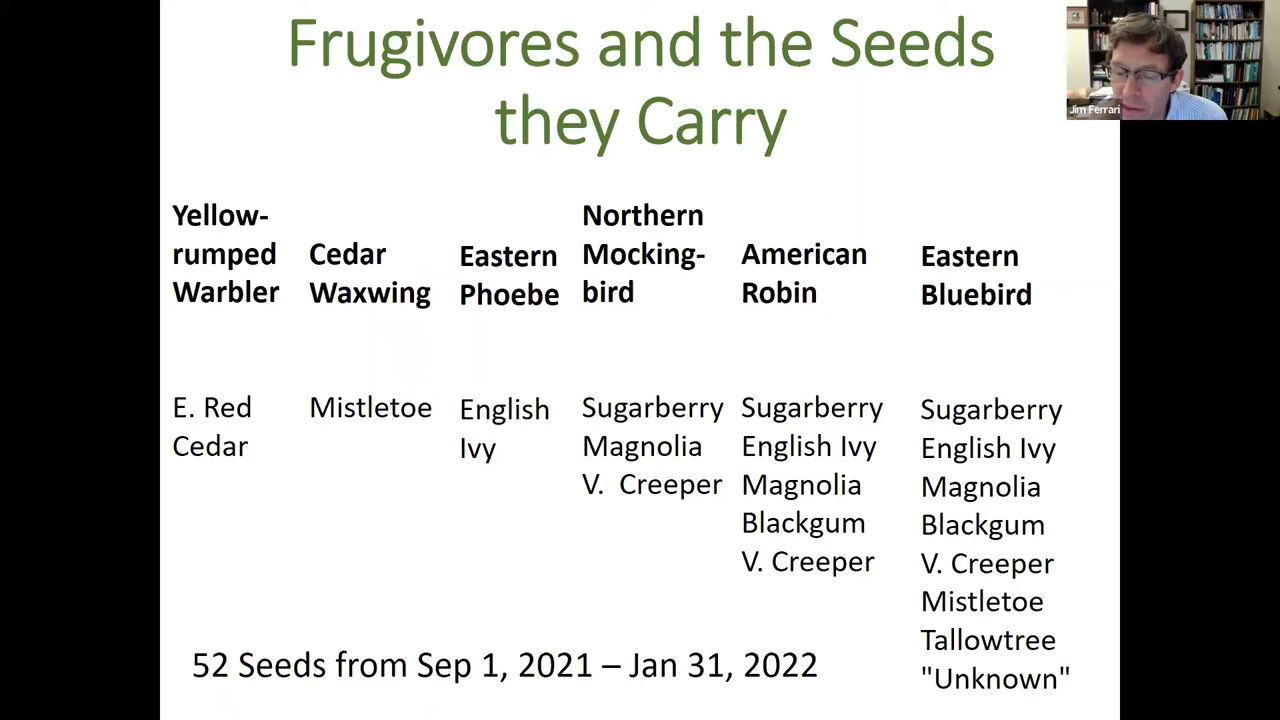 Frugivores and the Seeds
they Carry
Jim Ferrari
Yellow-
rumped
Warbler
Cedar
Waxwing
Eastern
Phoebe
Northern
Mocking-
bird
American
Robin
Eastern
Bluebird
E. Red
Cedar
Mistletoe
English
Ivy
Sugarberry
Magnolia
V. Creeper
Sugarberry
English Ivy
Magnolia
Blackgum
V. Creeper
Sugarberry
English Ivy
Magnolia
Blackgum
V. Creeper
Mistletoe
Tallowtree
"Unknown"
52 Seeds from Sep 1, 2021 – Jan 31, 2022